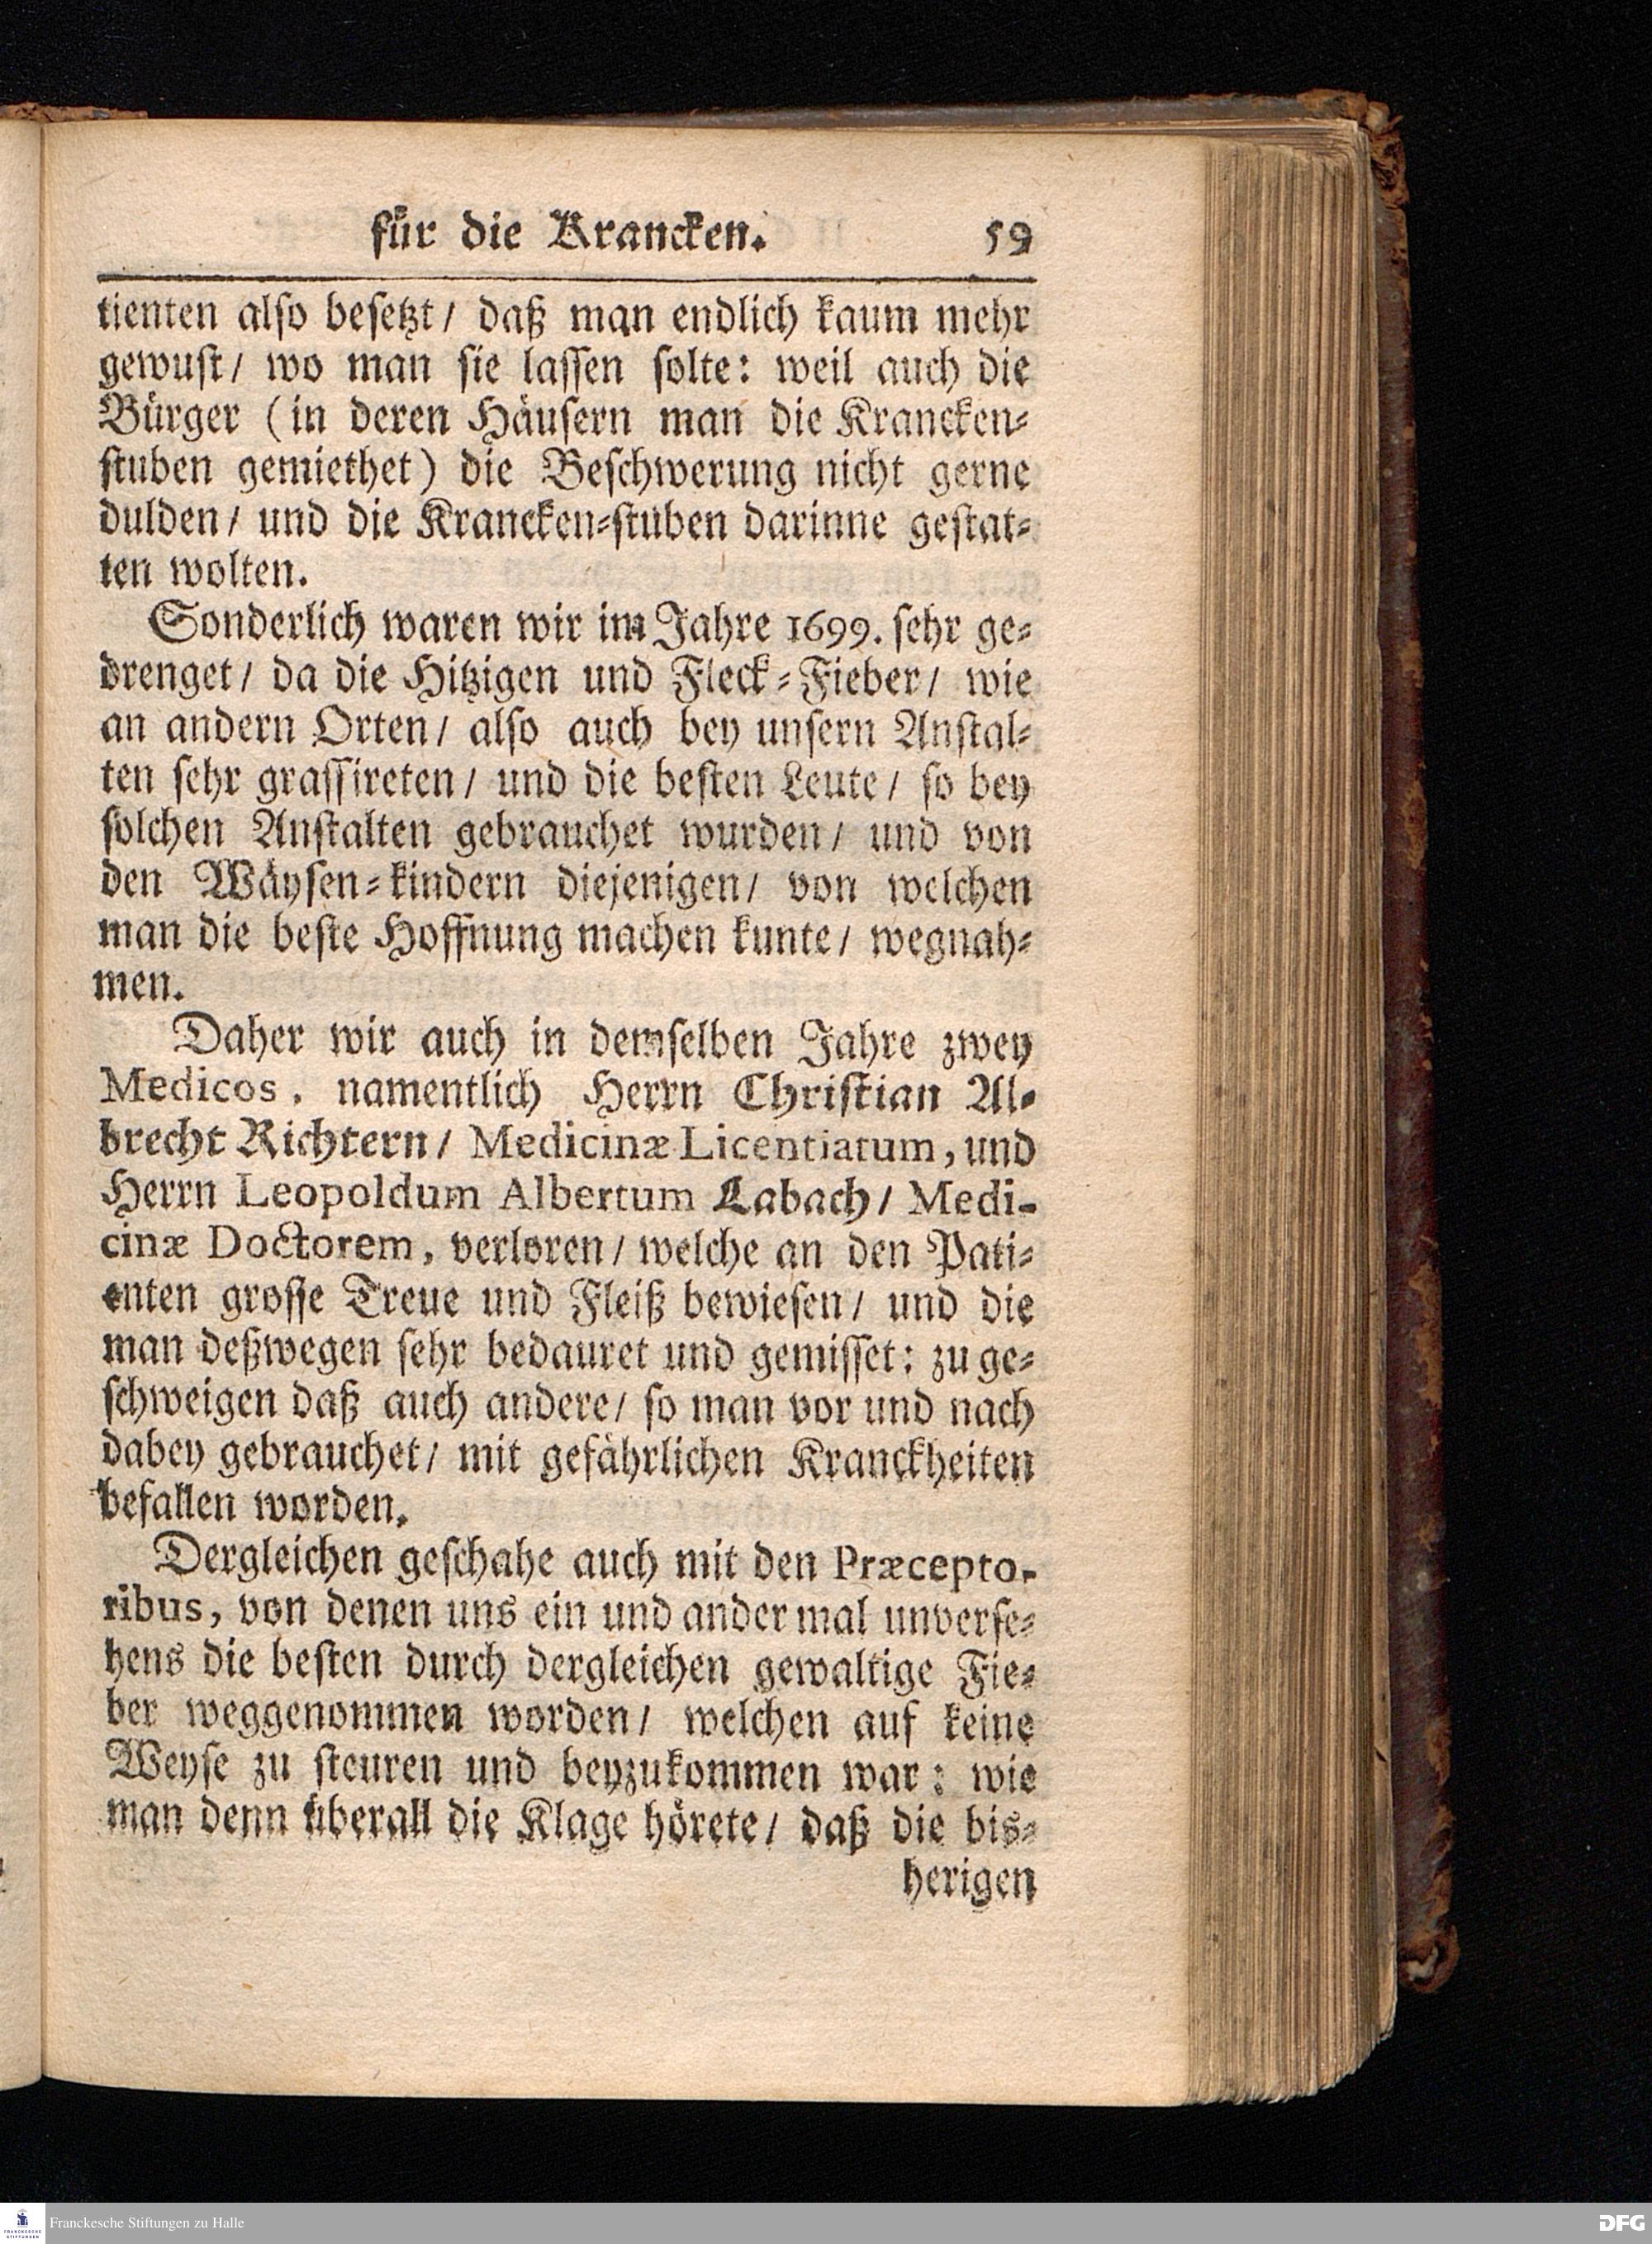 für die Krancken. 59
tienten also besetzt/ daß man endlich kaum mehr
gewust/ wo man sie lassen solte: weil auch die
Bürger (in deren Häusern man die Krancken-
stuben gemiethet) die Beschwerung nicht gerne
dulden/ und die Krancken-stuben darinne gestat-
ten wolten.
Sonderlich waren wir im Jahre 1699. sehr ge-
drenget/ da die Hitzigen und Fleck-Fieber/ wie
an andern Orten/ also auch bey unsern Anstal-
ten sehr grassireten/ und die besten Leute/ so bey
solchen Anstalten gebrauchet wurden/ und von
den Wäysen-kindern diejenigen/ von welchen
man die beste Hoffnung machen kunte/ wegnah-
men.
Daher wir auch in demselben Jahre zwey
Medicos, namentlich Herrn Christian Al-
brecht Richtern/ Medicinæ Licentiatum, und
Herrn Leopoldum Albertum Labach/ Medi-
cinæ Doctorem, verloren/ welche an den Pati-
enten grosse Treue und Fleiß bewiesen/ und die
man deßwegen sehr bedauret und gemisset: zu ge-
schweigen daß auch andere/ so man vor und nach
dabey gebrauchet/ mit gefährlichen Kranckheiten
befallen worden.
Dergleichen geschahe auch mit den Præcepto-
ribus, von denen uns ein und ander mal unverse-
hens die besten durch dergleichen gewaltige Fie-
ber weggenommen worden/ welchen auf keine
Weyse zu steuren und beyzukommen war: wie
man denn überall die Klage hörete/ daß die bis-
herigen
FRANCKESCHE
STIFTUNGEN
Franckesche Stiftungen zu Halle
DFG